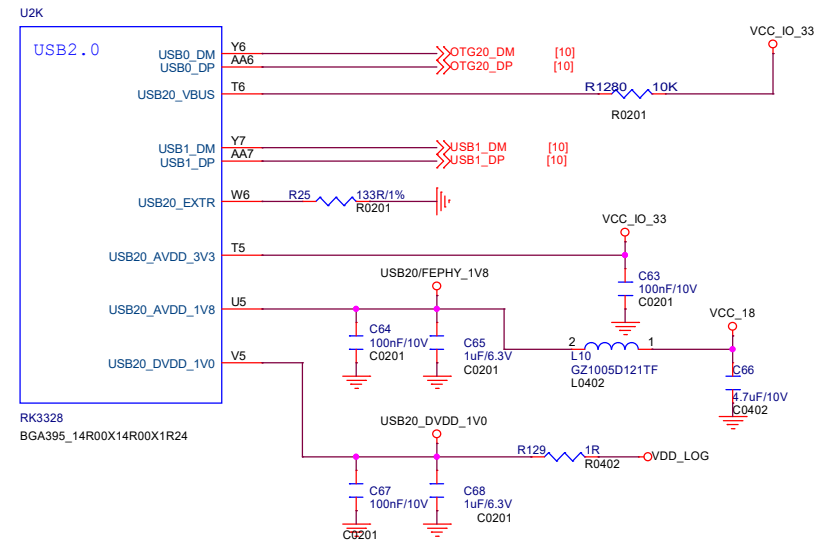 U2K
USB2.0
VCC_IO_33
USB0_DM Y6 OTG20_DM [10]
USB0_DP AA6 OTG20_DP [10]
USB20_VBUS T6 R1280 10K
R0201
USB1_DM Y7 USB1_DM [10]
USB1_DP AA7 USB1_DP [10]
USB20_EXTR W6 R25 133R/1%
R0201
VCC_IO_33
USB20_AVDD_3V3 T5
USB20/FEPHY_1V8
C63
100nF/10V
C0201
USB20_AVDD_1V8 U5
VCC_18
C64
100nF/10V
C0201
C65
1uF/6.3V
C0201
2 1
L10
GZ1005D121TF
L0402
USB20_DVDD_1V0 V5
C66
4.7uF/10V
C0402
RK3328
BGA395_14R00X14R00X1R24
USB20_DVDD_1V0
R129 1R VDD_LOG
R0402
C67
100nF/10V
C0201
C68
1uF/6.3V
C0201